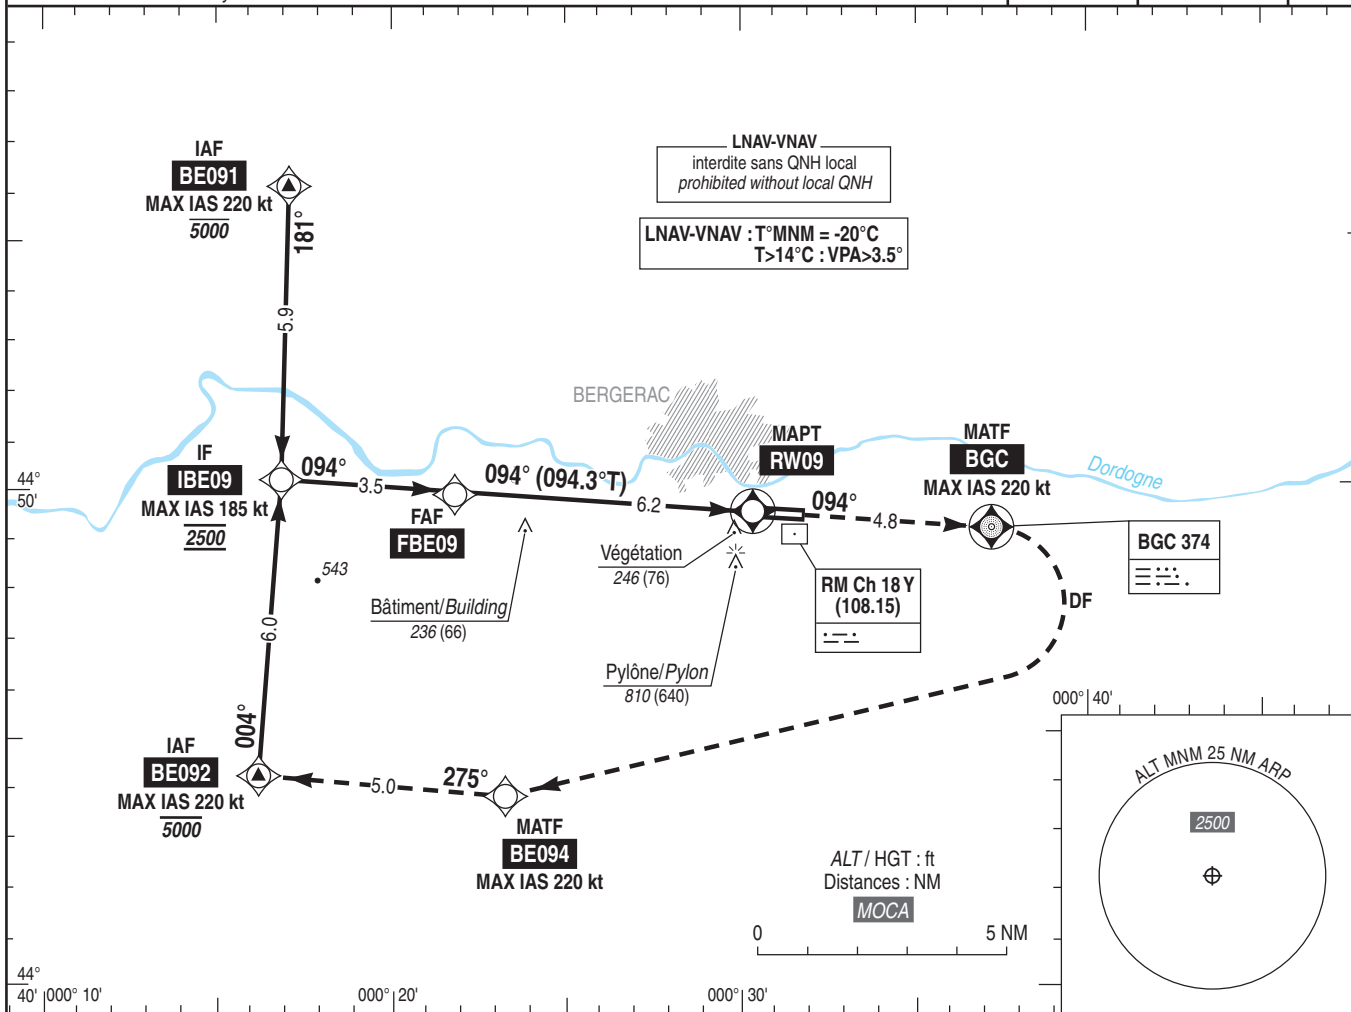 IAF
BE091
MAX IAS 220 kt
5000
181°
5.9
LNAV-VNAV
interdite sans QNH local
prohibited without local QNH
LNAV-VNAV : T°MNM = -20°C
T>14°C : VPA>3.5°
BERGERAC
IF
IBE09
MAX IAS 185 kt
2500
094°
3.5
FAF
FBE09
094° (094.3°T)
6.2
MAPT
RW09
094°
4.8
MATF
BGC
MAX IAS 220 kt
Dordogne
BGC 374
44°
50'
543
Bâtiment/Building
236 (66)
Végétation
246 (76)
RM Ch 18 Y
(108.15)
Pylône/Pylon
810 (640)
DF
6.0
004°
IAF
BE092
MAX IAS 220 kt
5000
5.0
275°
MATF
BE094
MAX IAS 220 kt
ALT / HGT : ft
Distances : NM
MOCA
0 5 NM
000° 40'
ALT MNM 25 NM ARP
2500
44°
40'
000° 10'
000° 20'
000° 30'